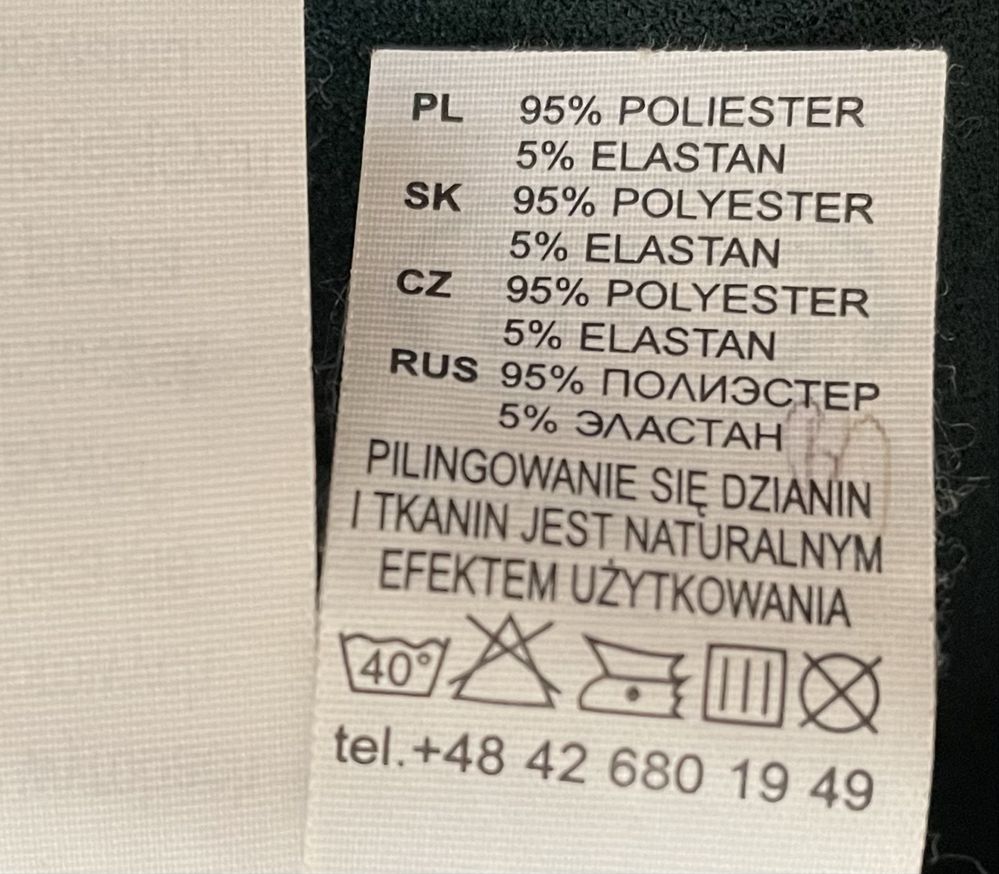 PL 95% POLIESTER
5% ELASTAN
SK 95% POLYESTER
5% ELASTAN
CZ 95% POLYESTER
5% ELASTAN
RUS 95% ПОЛИЭСТЕР
5% ЭЛАСТАН
PILINGOWANIE SIĘ DZIANIN
I TKANIN JEST NATURALNYM
EFEKTEM UŻYTKOWANIA
40°
tel.+48 42 680 19 49